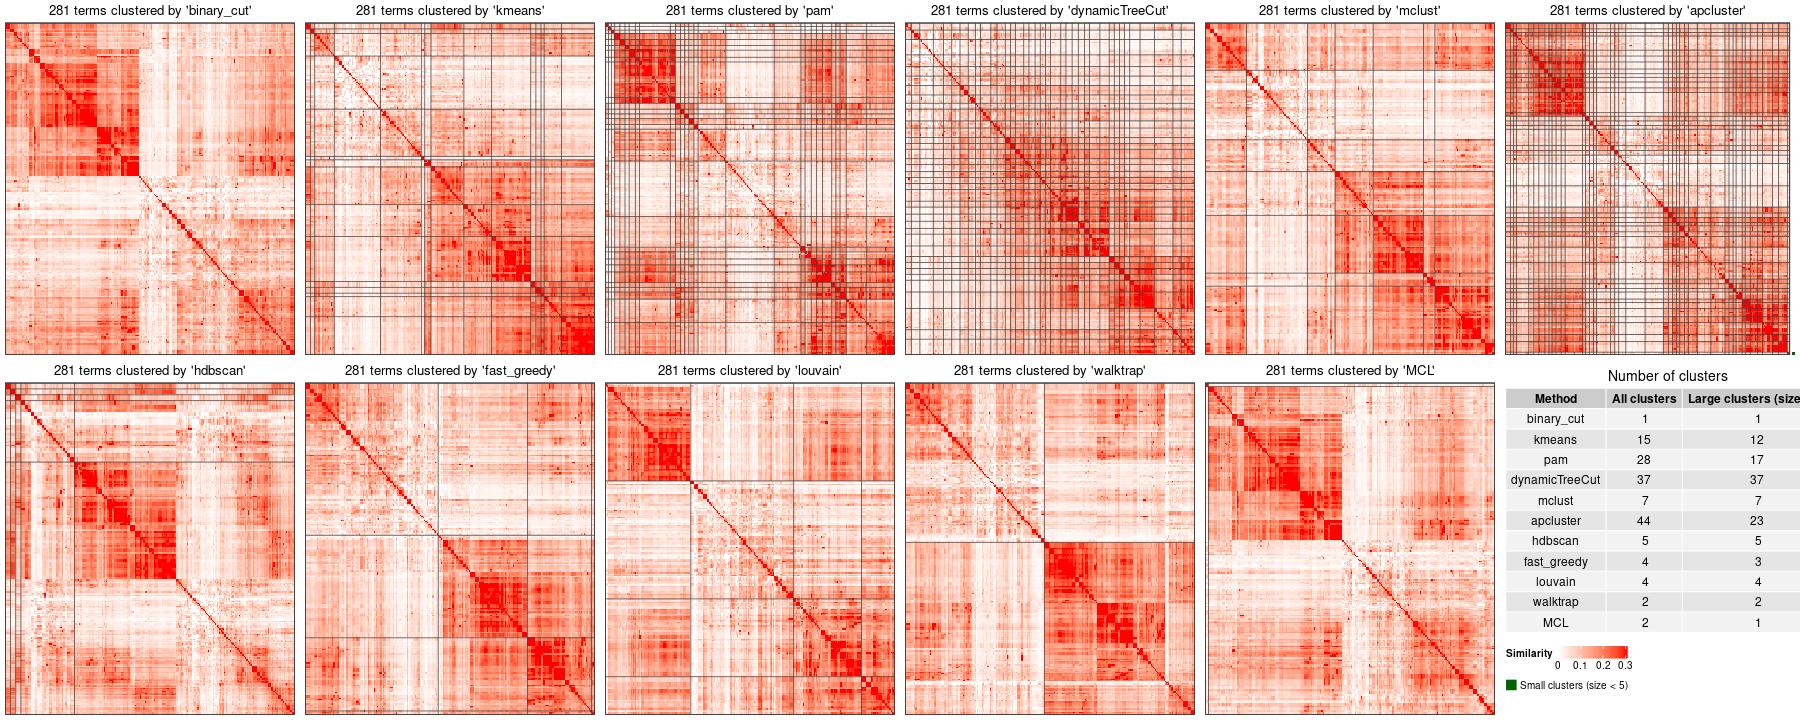 281 terms clustered by 'binary_cut'
281 terms clustered by 'kmeans'
281 terms clustered by 'pam'
281 terms clustered by 'dynamicTreeCut'
281 terms clustered by 'mclust'
281 terms clustered by 'apcluster'
281 terms clustered by 'hdbscan'
281 terms clustered by 'fast_greedy'
281 terms clustered by 'louvain'
281 terms clustered by 'walktrap'
281 terms clustered by 'MCL'
Number of clusters
Method All clusters Large clusters (size
binary_cut 1 1
kmeans 15 12
pam 28 17
dynamicTreeCut 37 37
mclust 7 7
apcluster 44 23
hdbscan 5 5
fast_greedy 4 3
louvain 4 4
walktrap 2 2
MCL 2 1
Similarity
0 0.1 0.2 0.3
Small clusters (size < 5)